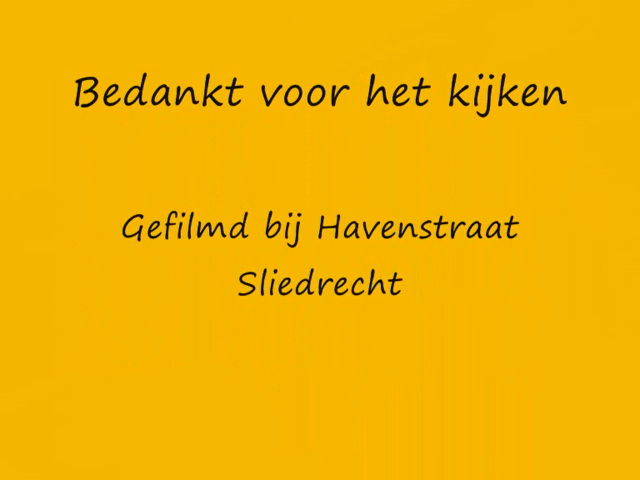 Bedankt voor het kijken
Gefilmd bij Havenstraat
Sliedrecht